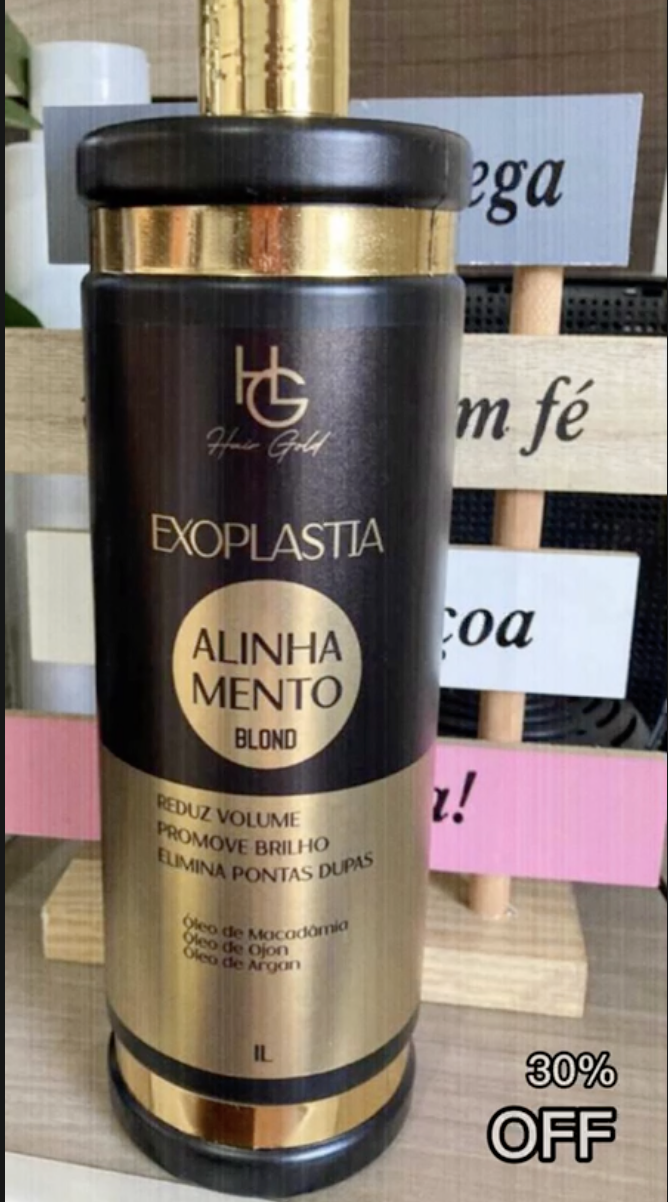 ega
HG
Hair Gold
m fé
EXOPLASTIA
çoa
ALINHA
MENTO
BLOND
a!
REDUZ VOLUME
PROMOVE BRILHO
ELIMINA PONTAS DUPAS
Óleo de Macadâmia
Óleo de Ojon
Óleo de Argan
1L
30%
OFF